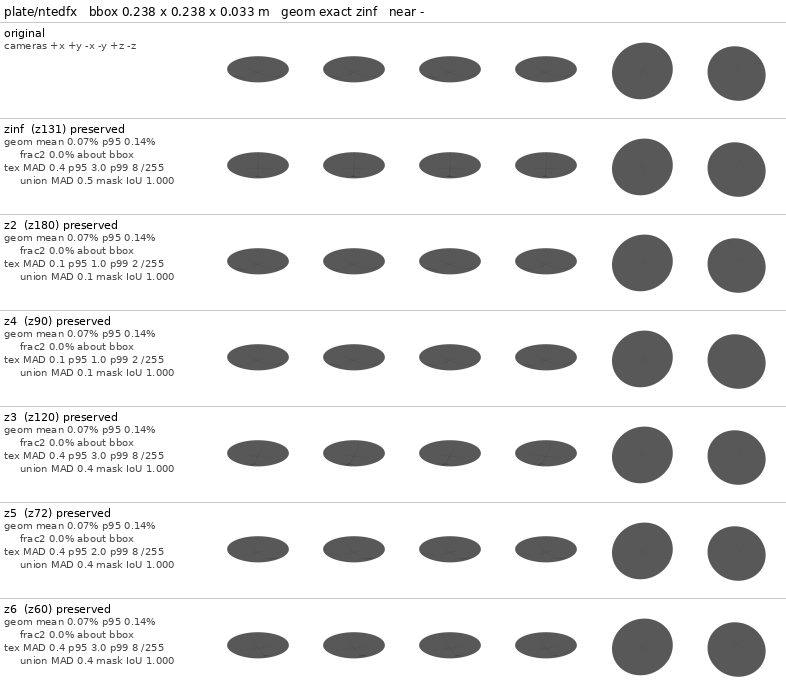 plate/ntedfx   bbox 0.238 x 0.238 x 0.033 m   geom exact zinf   near -
original
cameras +x +y -x -y +z -z
zinf  (z131) preserved
geom mean 0.07% p95 0.14%
frac2 0.0% about bbox
tex MAD 0.4 p95 3.0 p99 8 /255
union MAD 0.5 mask IoU 1.000
z2  (z180) preserved
geom mean 0.07% p95 0.14%
frac2 0.0% about bbox
tex MAD 0.1 p95 1.0 p99 2 /255
union MAD 0.1 mask IoU 1.000
z4  (z90) preserved
geom mean 0.07% p95 0.14%
frac2 0.0% about bbox
tex MAD 0.1 p95 1.0 p99 2 /255
union MAD 0.1 mask IoU 1.000
z3  (z120) preserved
geom mean 0.07% p95 0.14%
frac2 0.0% about bbox
tex MAD 0.4 p95 3.0 p99 8 /255
union MAD 0.4 mask IoU 1.000
z5  (z72) preserved
geom mean 0.07% p95 0.14%
frac2 0.0% about bbox
tex MAD 0.4 p95 2.0 p99 8 /255
union MAD 0.4 mask IoU 1.000
z6  (z60) preserved
geom mean 0.07% p95 0.14%
frac2 0.0% about bbox
tex MAD 0.4 p95 3.0 p99 8 /255
union MAD 0.4 mask IoU 1.000